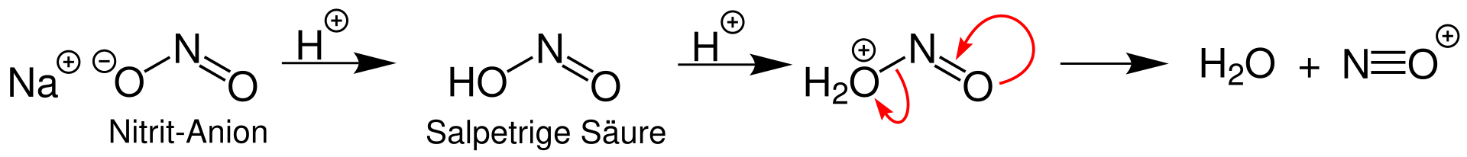 Na⊕ ⊖O N O H⊕ HO N O H⊕ H₂O⊕ N O H₂O + N≡O⊕
Nitrit-Anion Salpetrige Säure